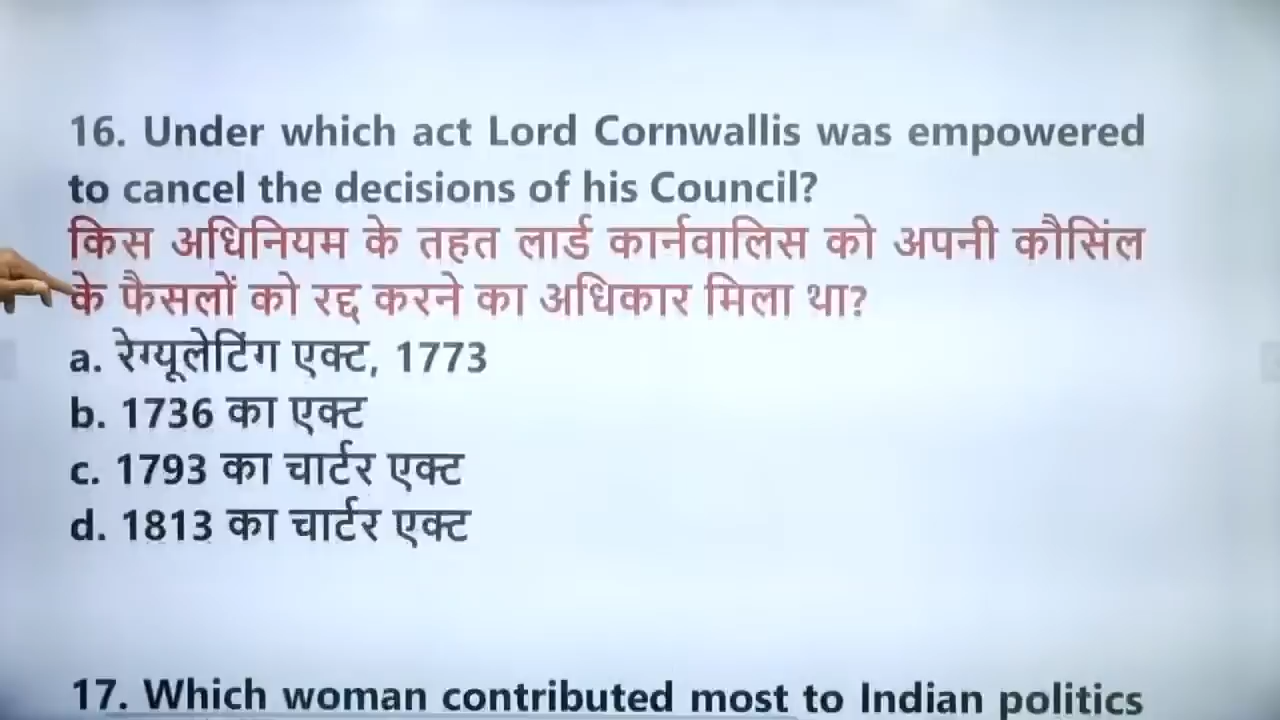 16. Under which act Lord Cornwallis was empowered
to cancel the decisions of his Council?
किस अधिनियम के तहत लार्ड कार्नवालिस को अपनी कौसिंल
के फैसलों को रद्द करने का अधिकार मिला था?
a. रेग्यूलेटिंग एक्ट, 1773
b. 1736 का एक्ट
c. 1793 का चार्टर एक्ट
d. 1813 का चार्टर एक्ट
17. Which woman contributed most to Indian politics